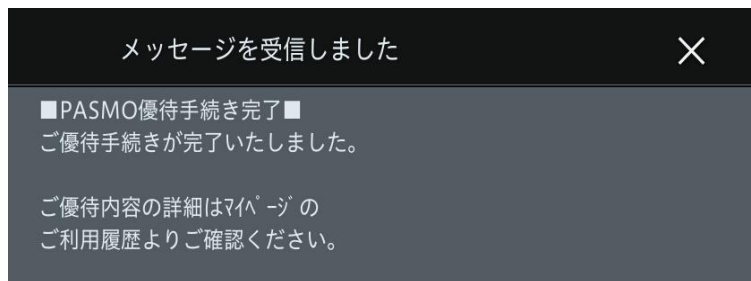 メッセージを受信しました
■PASMO優待手続き完了■
ご優待手続きが完了いたしました。
ご優待内容の詳細はﾏｲﾍﾟｰｼﾞの
ご利用履歴よりご確認ください。